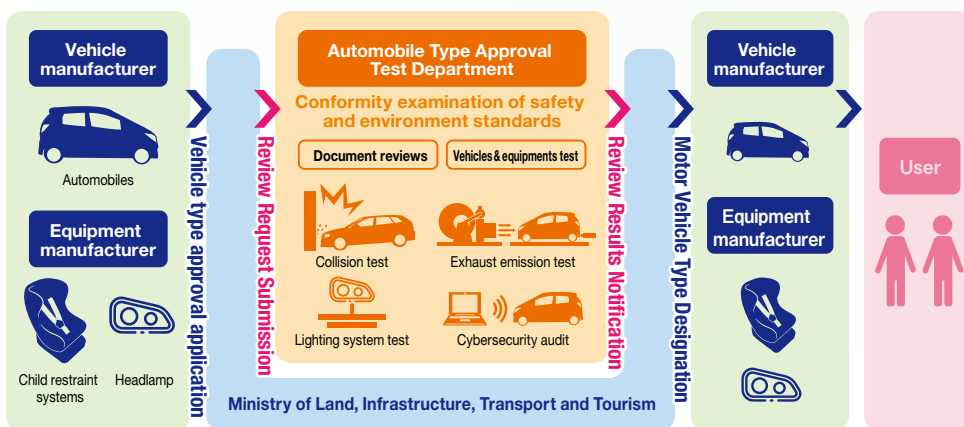 Vehicle
manufacturer
Automobiles
Equipment
manufacturer
Child restraint
systems
Headlamp
Vehicle type approval application
Review Request Submission
Automobile Type Approval
Test Department
Conformity examination of safety
and environment standards
Document reviews
Vehicles & equipments test
Collision test
Exhaust emission test
Lighting system test
Cybersecurity audit
Review Results Notification
Motor Vehicle Type Designation
Ministry of Land, Infrastructure, Transport and Tourism
Vehicle
manufacturer
Equipment
manufacturer
User